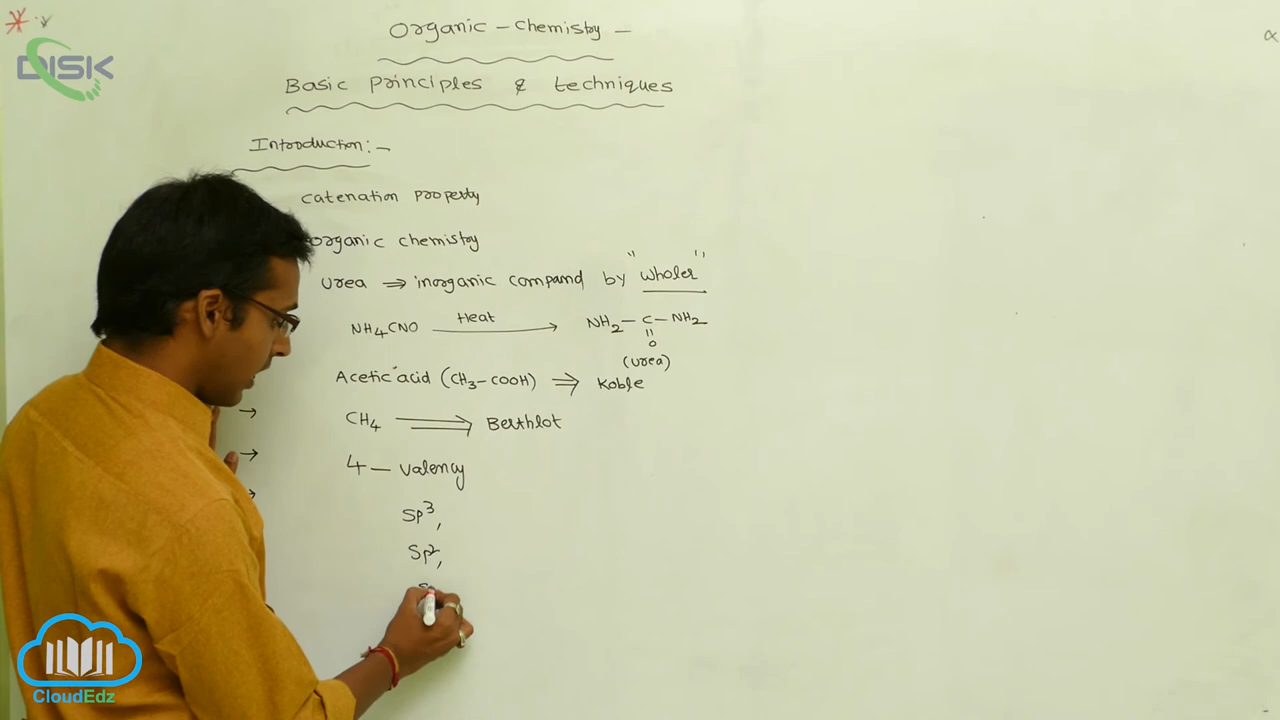 Organic - chemistry -
DISK
Basic principles & techniques
Introduction:-
catenation property
organic chemistry
urea ⇒ inorganic compound by "wholer"
NH4CNO Heat → NH2 - C - NH2
O
(urea)
Acetic acid (CH3-COOH) ⇒ Koble
CH4 ⇒ Berthlot
4 - valency
Sp3,
Sp2,
CloudEdz